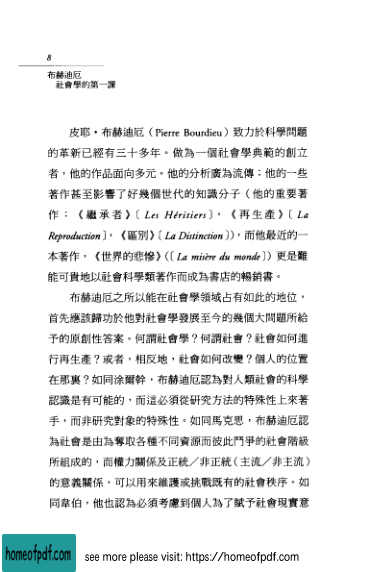 8
布赫迪厄
社會學的第一課
皮耶·布赫迪厄（Pierre Bourdieu）致力於科學問題
的革新已經有三十多年。做為一個社會學典範的創立
者，他的作品面向多元。他的分析廣為流傳；他的一些
著作甚至影響了好幾個世代的知識分子（他的重要著
作：《繼承者》〔Les Héritiers〕，《再生產》〔La
Reproduction〕，《區別》〔La Distinction〕），而他最近的一
本著作，《世界的悲慘》（〔La misière du monde〕）更是難
能可貴地以社會科學類著作而成為書店的暢銷書。
布赫迪厄之所以能在社會學領域占有如此的地位，
首先應該歸功於他對社會學發展至今的幾個大問題所給
予的原創性答案。何謂社會學？何謂社會？社會如何進
行再生產？或者，相反地，社會如何改變？個人的位置
在那裏？如同涂爾幹，布赫迪厄認為對人類社會的科學
認識是有可能的，而這必須從研究方法的特殊性上來著
手，而非研究對象的特殊性。如同馬克思，布赫迪厄認
為社會是由為奪取各種不同資源而彼此鬥爭的社會階級
所組成的，而權力關係及正統／非正統（主流／非主流）
的意義關係，可以用來維護或挑戰既有的社會秩序。如
同韋伯，他也認為必須考慮到個人為了賦予社會現實意
homeofpdf.com
see more please visit: https://homeofpdf.com